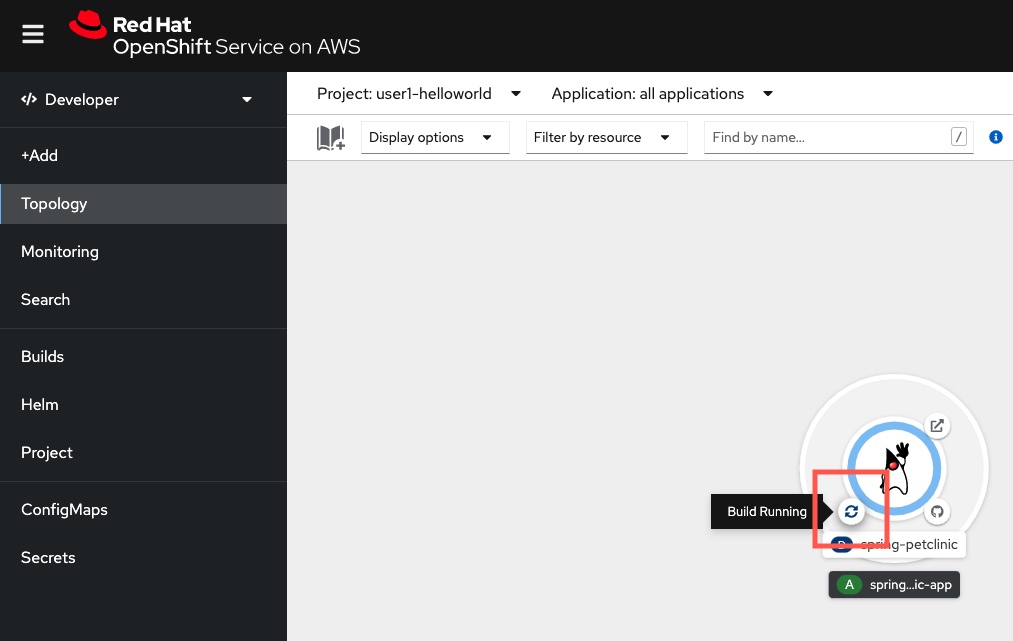 Red Hat
OpenShift Service on AWS
Developer
Project: user1-helloworld
Application: all applications
Display options
Filter by resource
Find by name...
/
i
+Add
Topology
Monitoring
Search
Builds
Helm
Project
ConfigMaps
Secrets
Build Running
D spring-petclinic
A spring...ic-app